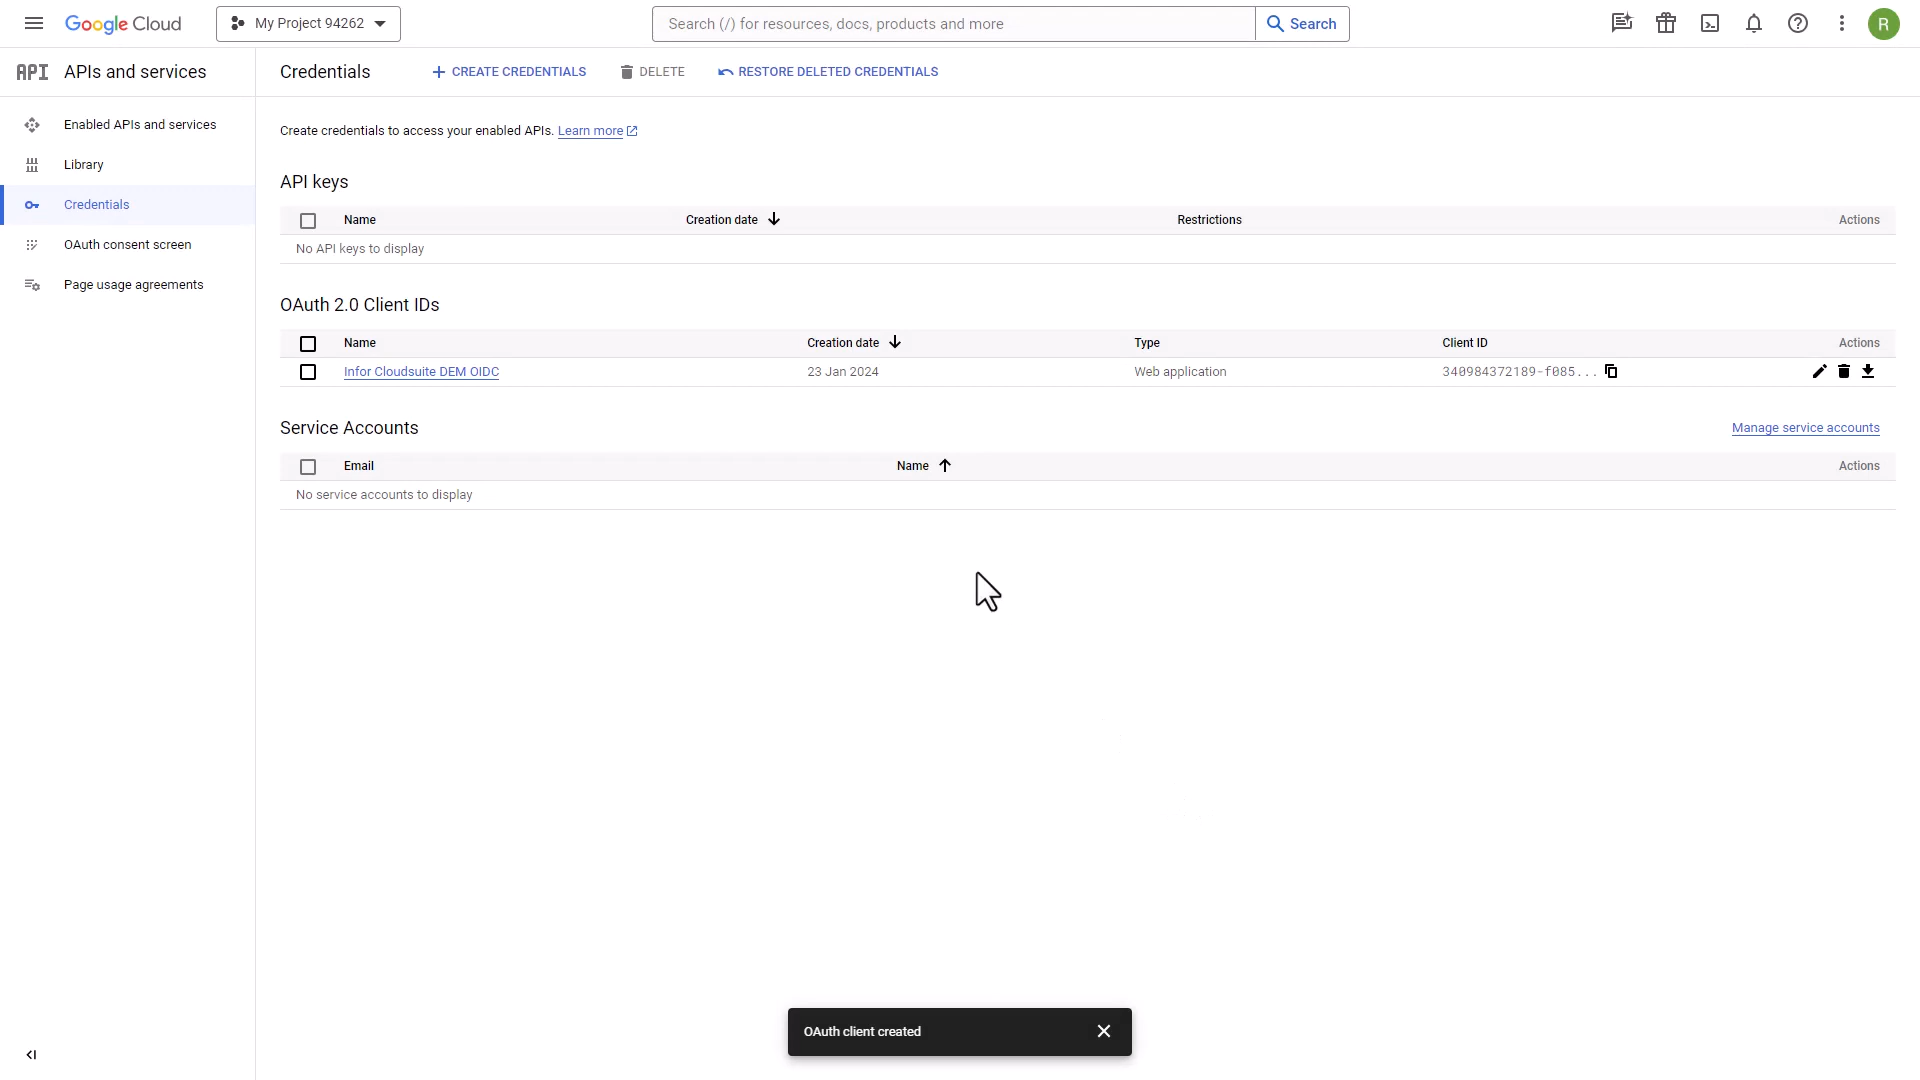 Google Cloud
My Project 94262
Search (/) for resources, docs, products and more
Search
R
API APIs and services
Credentials
CREATE CREDENTIALS
DELETE
RESTORE DELETED CREDENTIALS
Enabled APIs and services
Library
Credentials
OAuth consent screen
Page usage agreements
Create credentials to access your enabled APIs. Learn more
API keys
Name Creation date Restrictions Actions
No API keys to display
OAuth 2.0 Client IDs
Name Creation date Type Client ID Actions
Infor Cloudsuite DEM OIDC 23 Jan 2024 Web application 340984372189-f085...
Service Accounts
Manage service accounts
Email Name Actions
No service accounts to display
OAuth client created